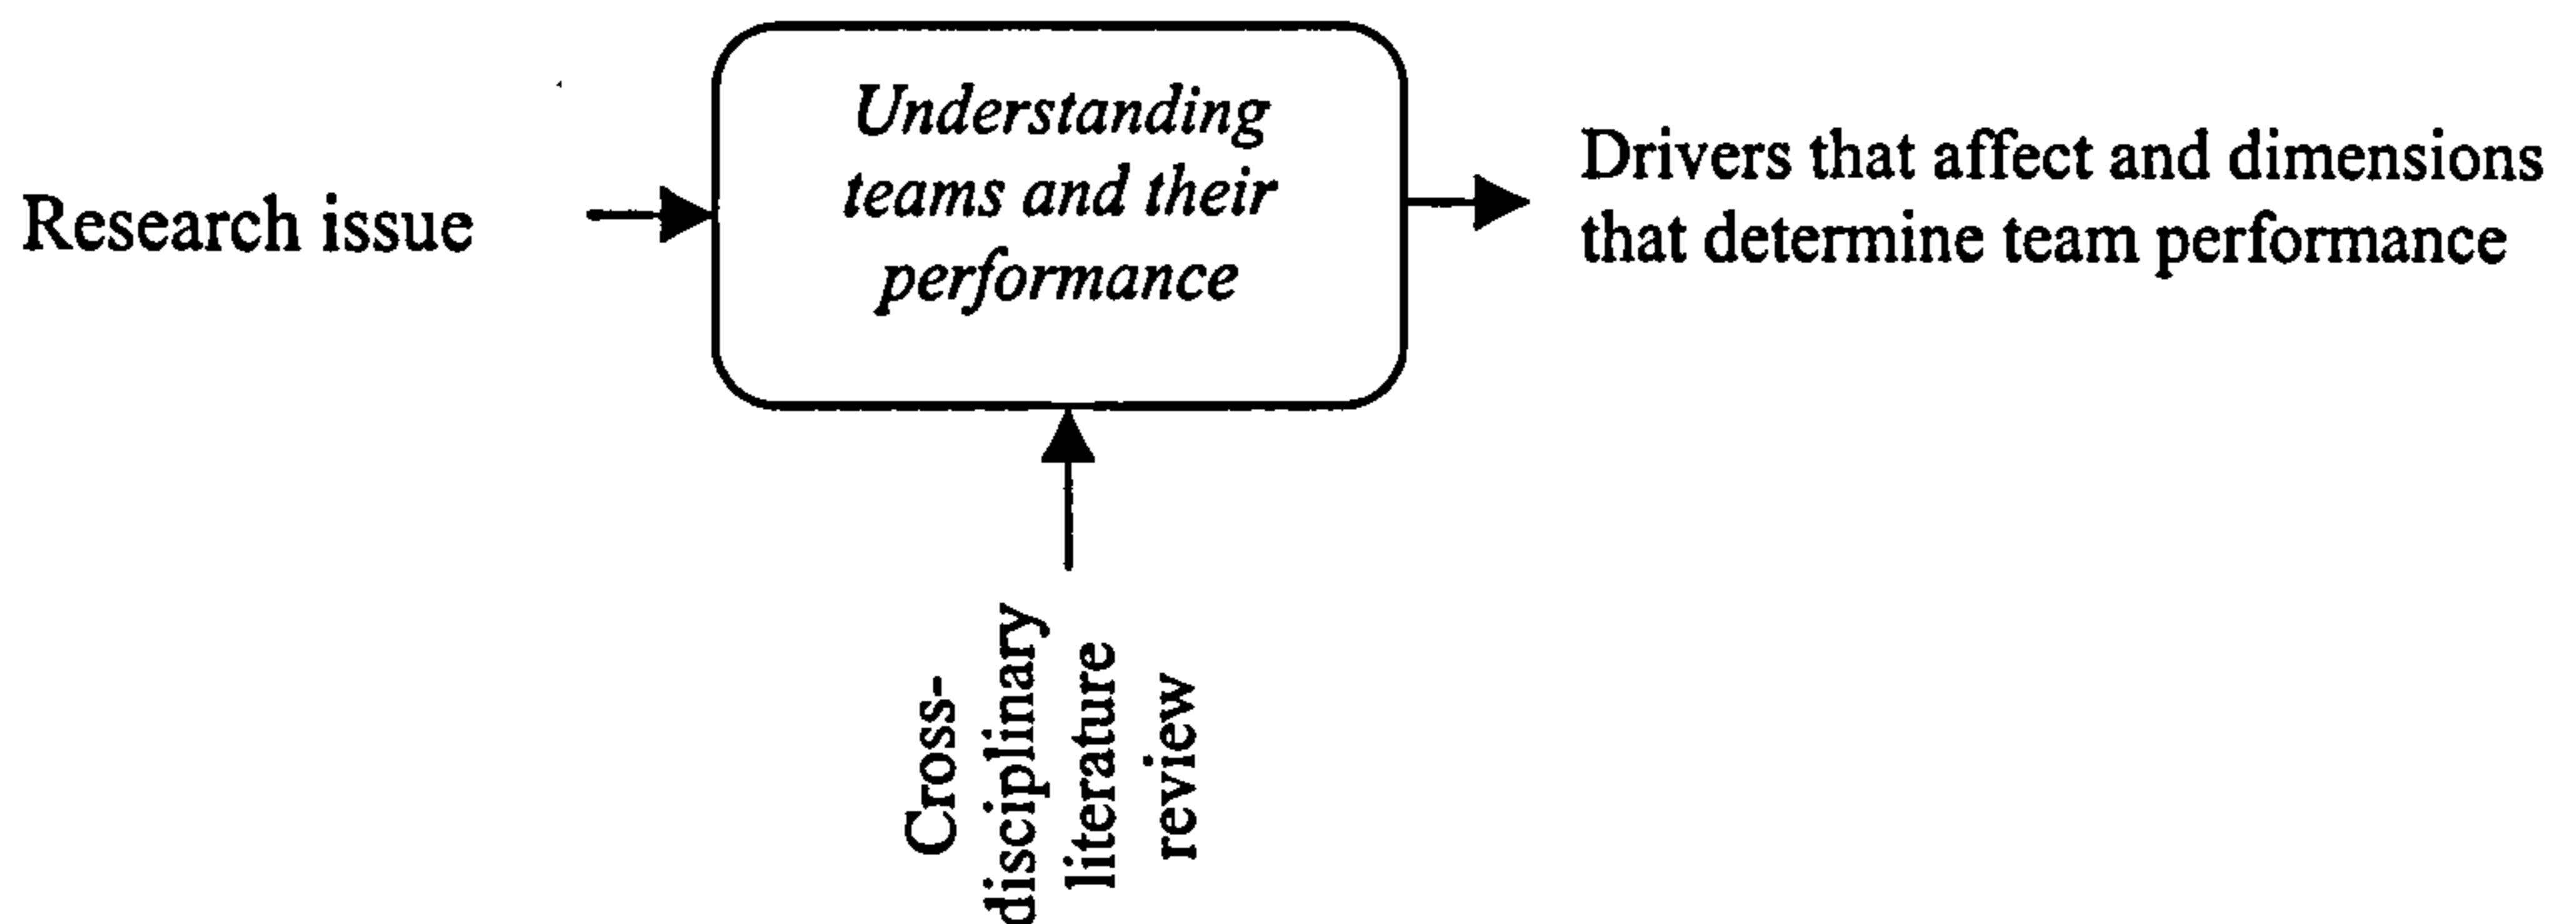 Research issue
Understanding
teams and their
performance
Drivers that affect and dimensions
that determine team performance
Cross-
disciplinary
literature
review